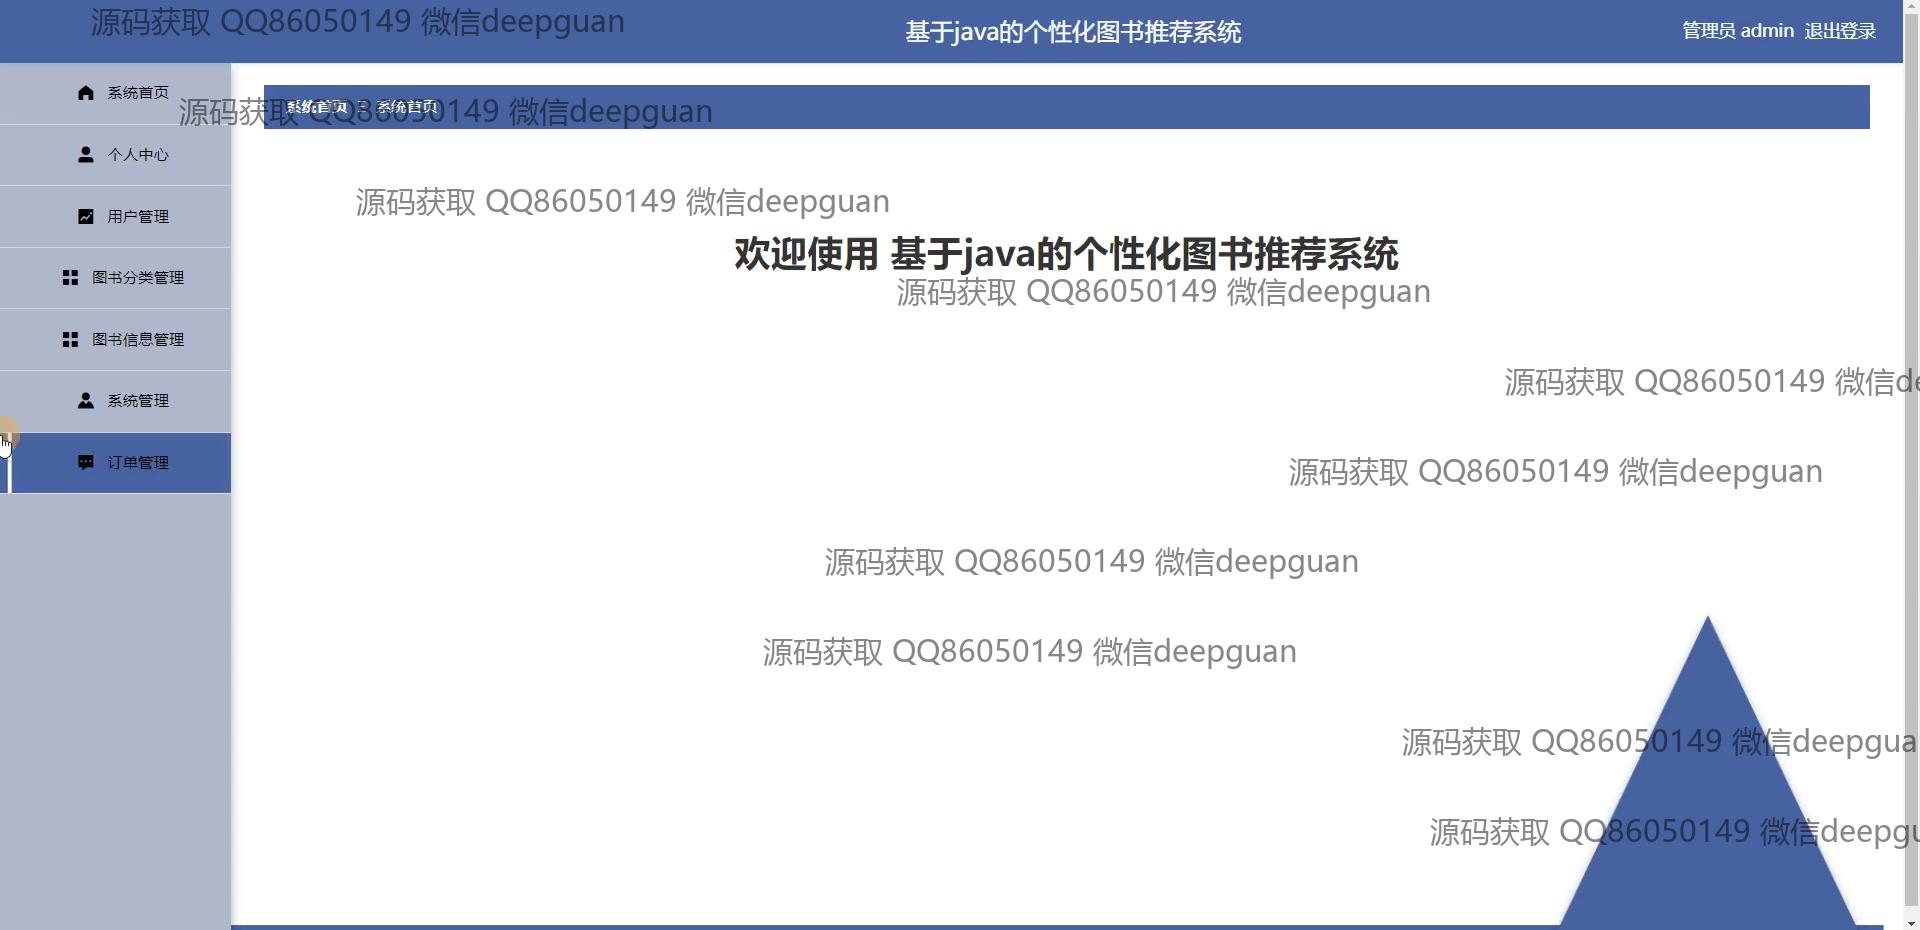 源码获取 QQ86050149 微信deepguan
基于java的个性化图书推荐系统
管理员 admin 退出登录
系统首页
源码获取 QQ86050149 微信deepguan
系统首页 系统首页
个人中心
源码获取 QQ86050149 微信deepguan
用户管理
欢迎使用 基于java的个性化图书推荐系统
图书分类管理
源码获取 QQ86050149 微信deepguan
图书信息管理
源码获取 QQ86050149 微信de
系统管理
订单管理
源码获取 QQ86050149 微信deepguan
源码获取 QQ86050149 微信deepguan
源码获取 QQ86050149 微信deepguan
源码获取 QQ86050149 微信deepgua
源码获取 QQ86050149 微信deepgu